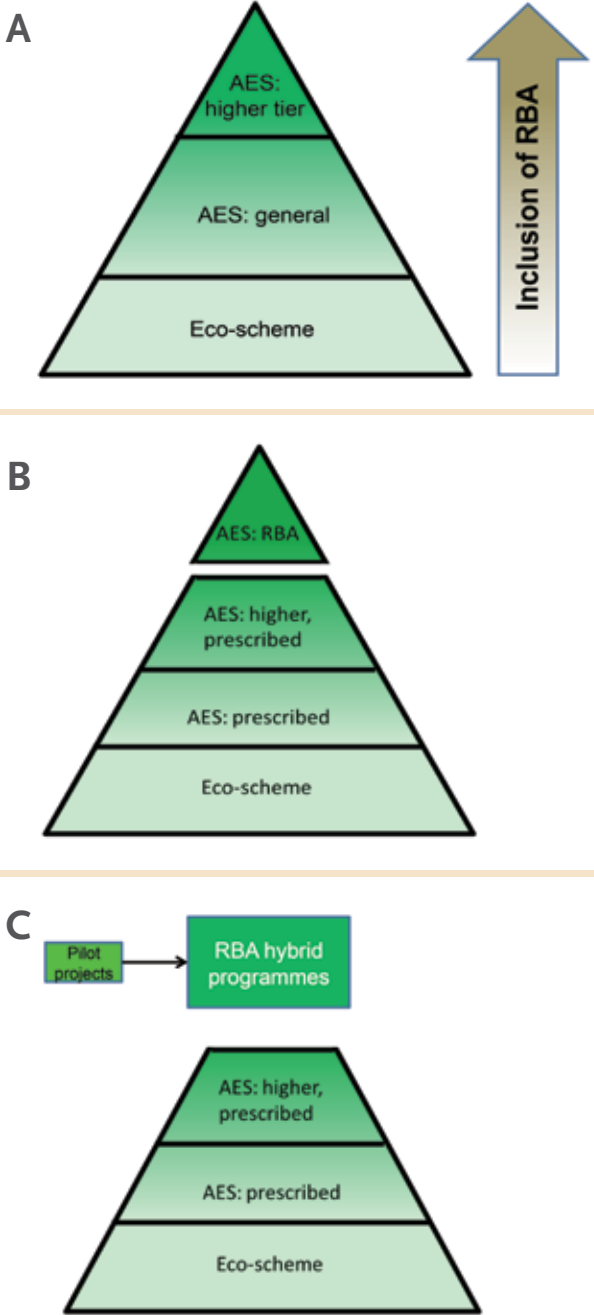 A
AES:
higher tier
AES: general
Eco-scheme
Inclusion of RBA
B
AES: RBA
AES: higher,
prescribed
AES: prescribed
Eco-scheme
C
Pilot
projects
RBA hybrid
programmes
AES: higher,
prescribed
AES: prescribed
Eco-scheme